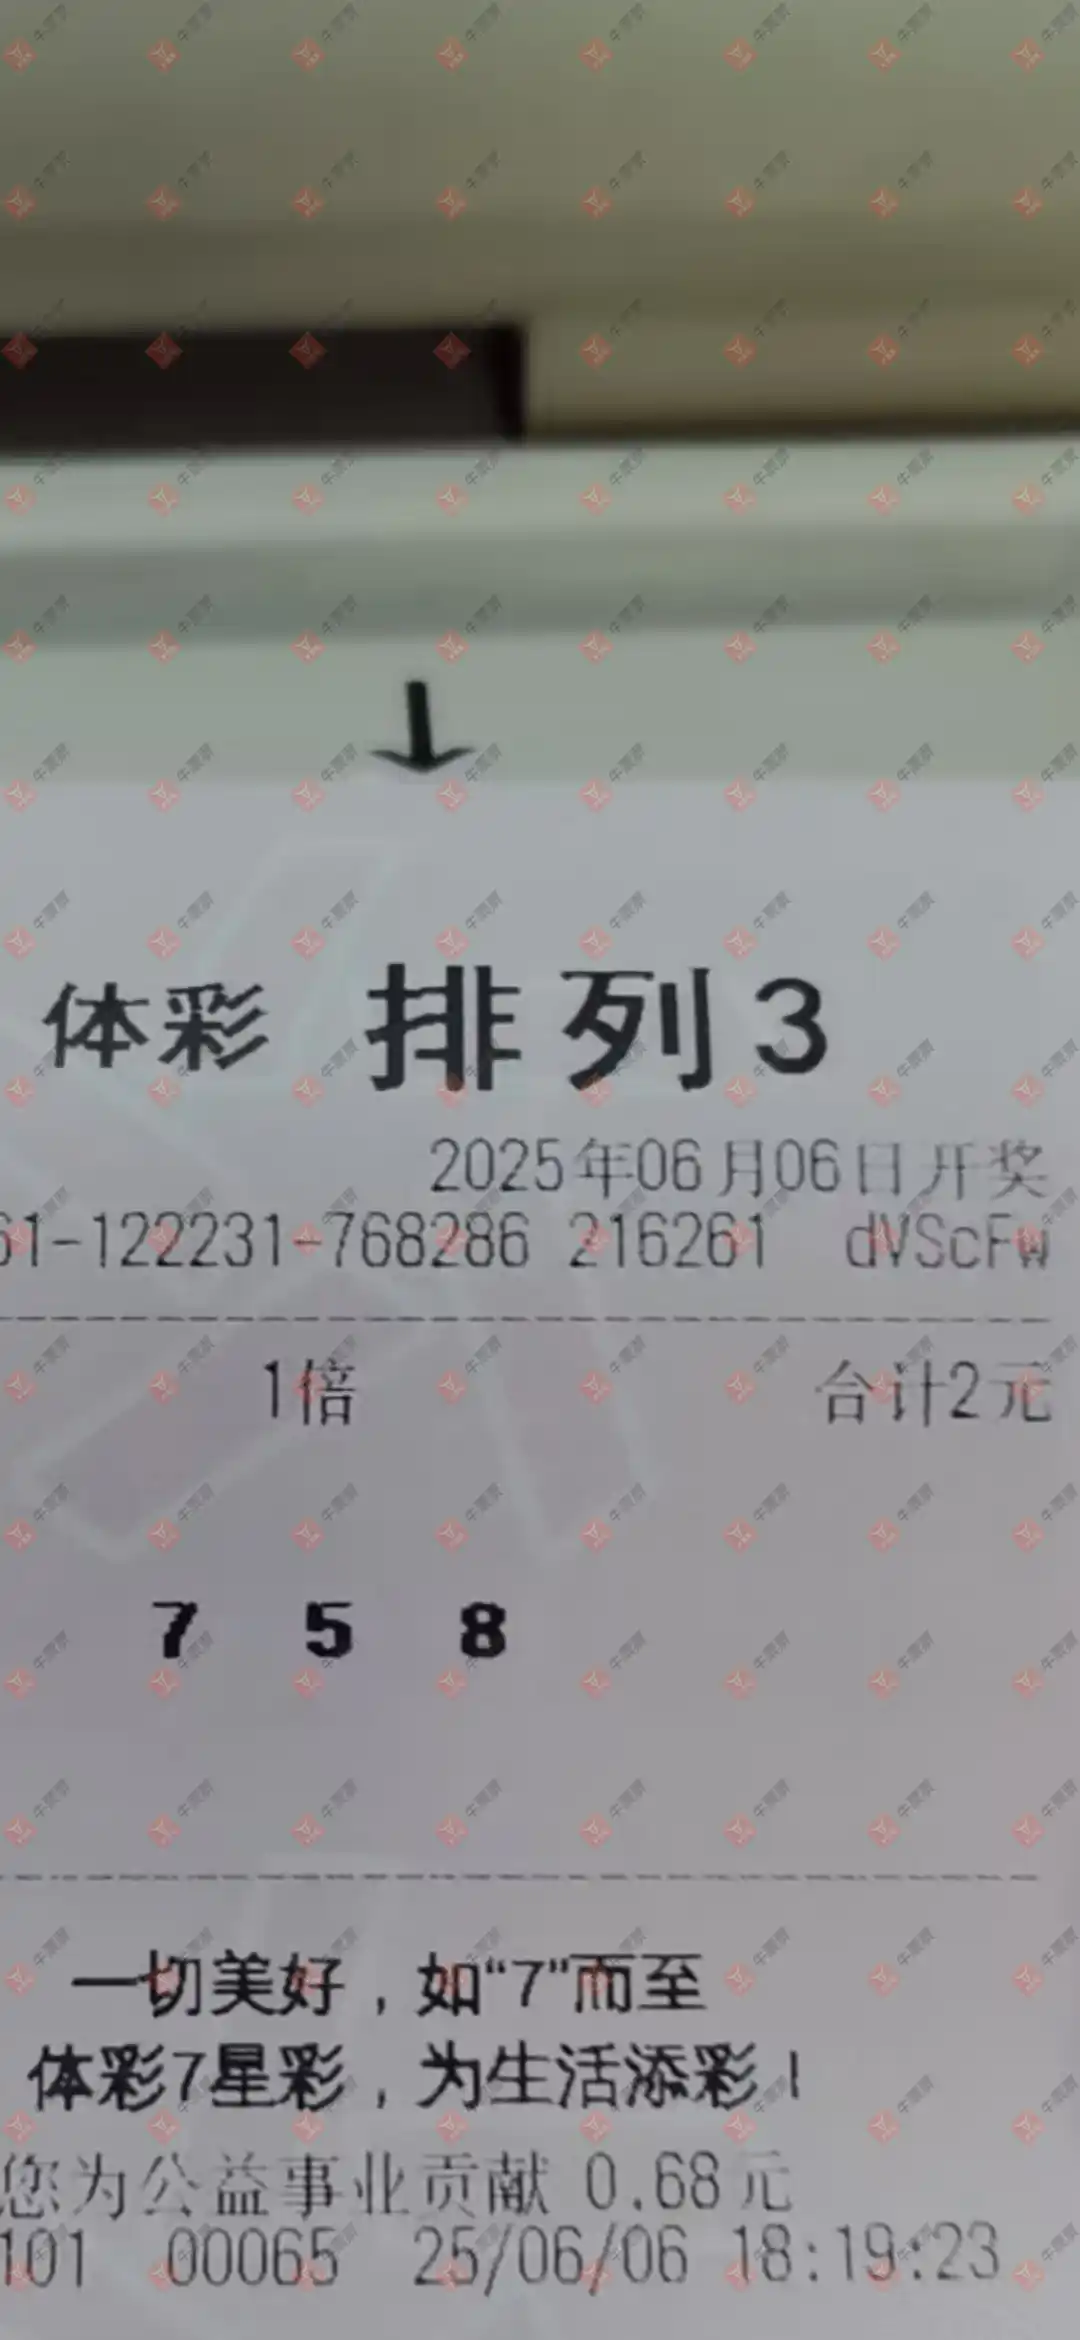 体彩 排列3
2025年06月06日开奖
61-122231-768286 216261 dVScFw
1倍 合计2元
7 5 8
一切美好，如“7”而至
体彩7星彩，为生活添彩！
您为公益事业贡献 0.68元
101 00065 25/06/06 18:19:23